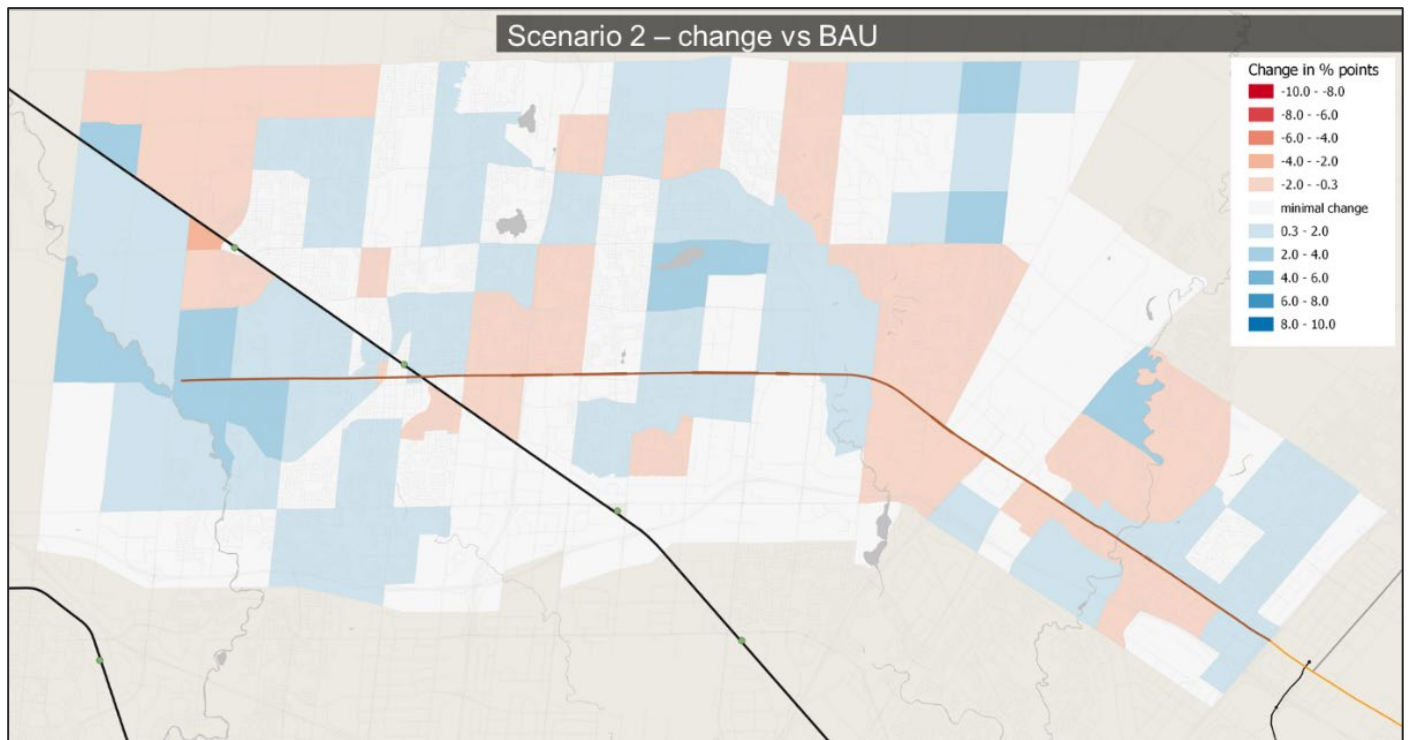 Scenario 2 – change vs BAU
Change in % points
-10.0 - -8.0
-8.0 - -6.0
-6.0 - -4.0
-4.0 - -2.0
-2.0 - -0.3
minimal change
0.3 - 2.0
2.0 - 4.0
4.0 - 6.0
6.0 - 8.0
8.0 - 10.0